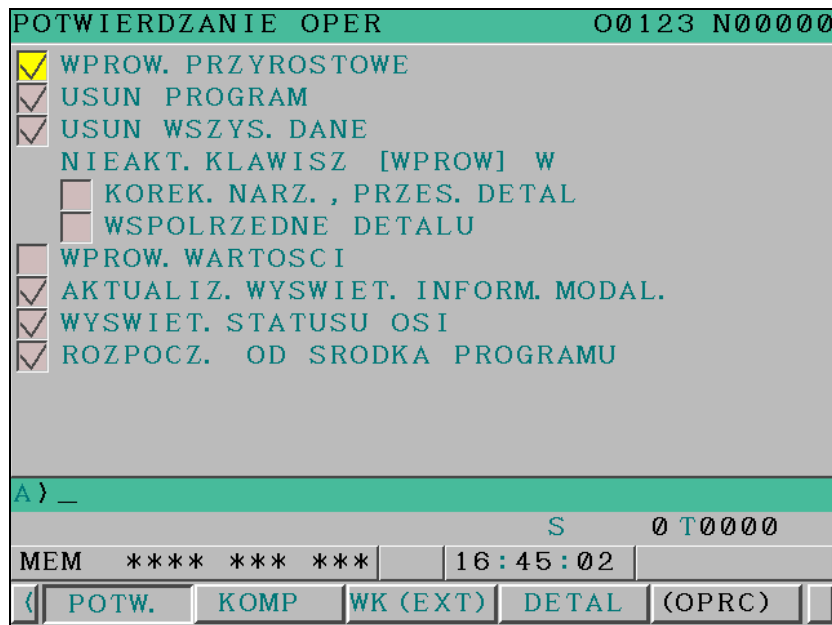 POTWIERDZANIE OPER O0123 N00000
WPROW. PRZYROSTOWE
USUN PROGRAM
USUN WSZYS. DANE
NIEAKT. KLAWISZ [WPROW] W
KOREK. NARZ., PRZES. DETAL
WSPOLRZEDNE DETALU
WPROW. WARTOSCI
AKTUALIZ. WYSWIET. INFORM. MODAL.
WYSWIET. STATUSU OSI
ROZPOCZ. OD SRODKA PROGRAMU
A)_
S 0 T0000
MEM **** *** *** 16:45:02
( POTW. KOMP WK (EXT) DETAL (OPRC)